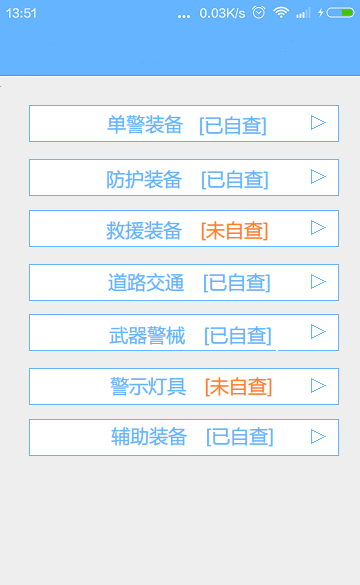 13:51 ... 0.03K/s
单警装备 [已自查]
防护装备 [已自查]
救援装备 [未自查]
道路交通 [已自查]
武器警械 [已自查]
警示灯具 [未自查]
辅助装备 [已自查]